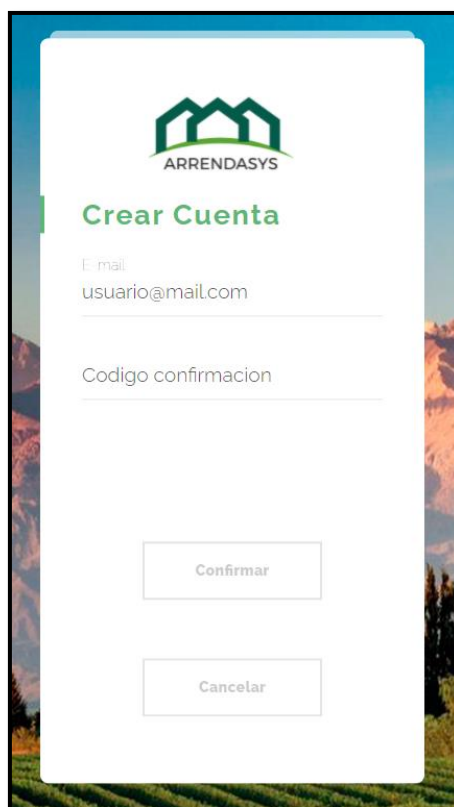 ARRENDASYS
Crear Cuenta
E-mail
usuario@mail.com
Codigo confirmacion
Confirmar
Cancelar